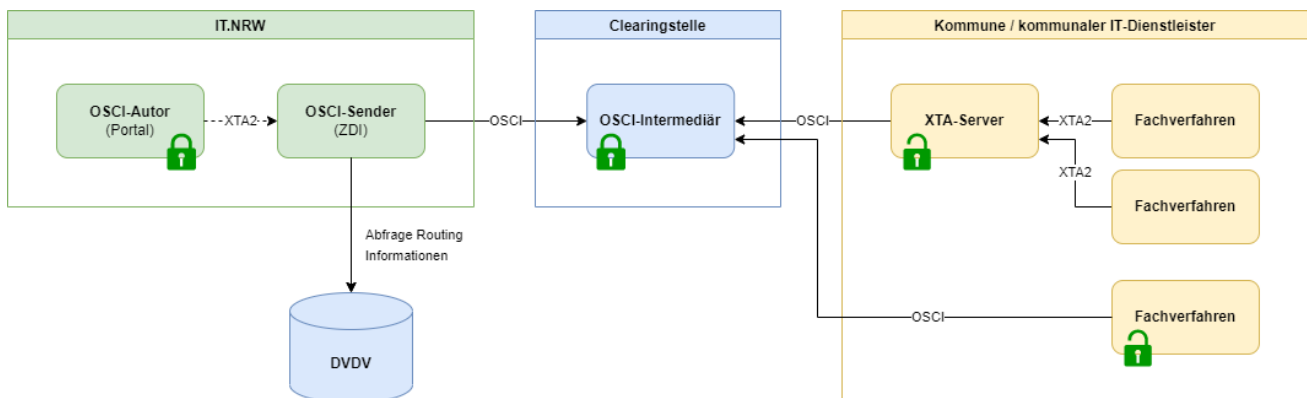 IT.NRW
Clearingstelle
Kommune / kommunaler IT-Dienstleister
OSCI-Autor
(Portal)
XTA2
OSCI-Sender
(ZDI)
OSCI
OSCI-Intermediär
OSCI
XTA-Server
XTA2
Fachverfahren
XTA2
Fachverfahren
Abfrage Routing
Informationen
OSCI
Fachverfahren
DVDV